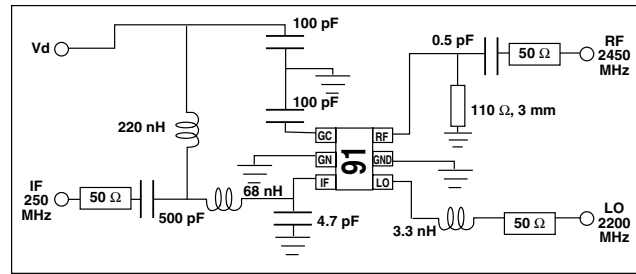 Vd
100 pF
100 pF
220 nH
IF
250
MHz
50 Ω
500 pF
68 nH
4.7 pF
GC
GN
IF
91
RF
GND
LO
0.5 pF
50 Ω
RF
2450
MHz
110 Ω, 3 mm
3.3 nH
50 Ω
LO
2200
MHz